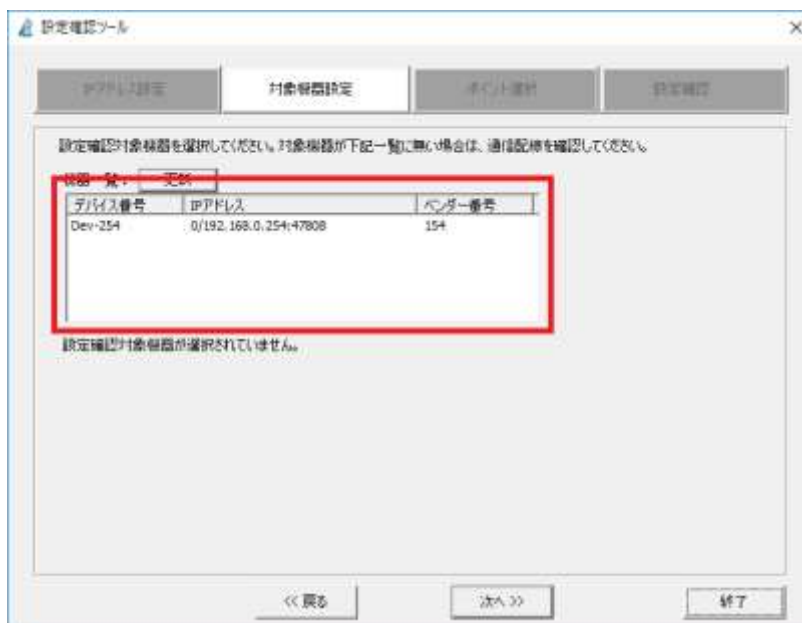 設定確認ツール
IPアドレス設定
対象機器設定
ポイント選択
設定確認
設定確認対象機器を選択してください。対象機器が下記一覧に無い場合は、通信配線を確認してください。
機器一覧： 更新
デバイス番号 IPアドレス ベンダー番号
Dev-254 0/192.168.0.254:47808 154
設定確認対象機器が選択されていません。
<< 戻る
次へ >>
終了